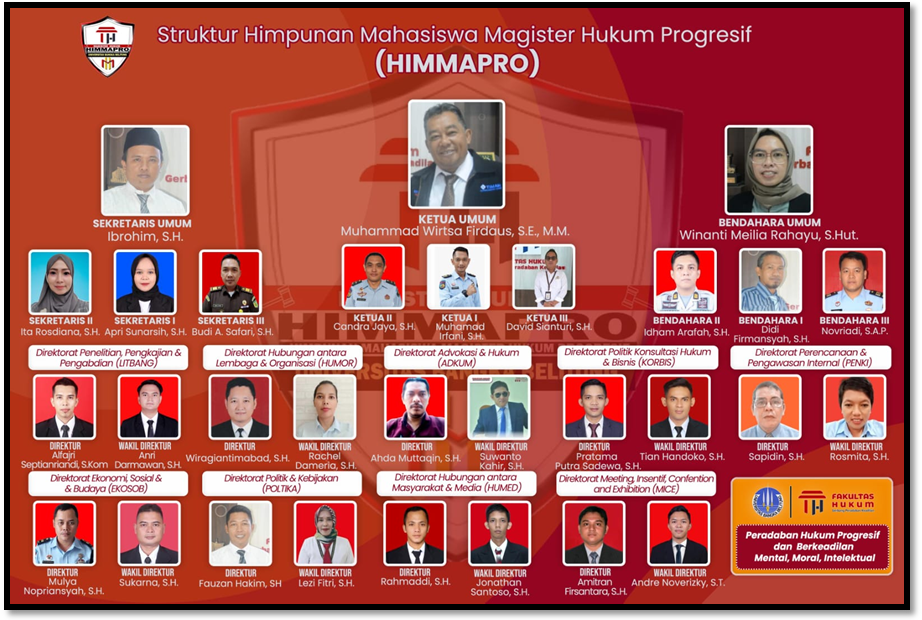 Struktur Himpunan Mahasiswa Magister Hukum Progresif
(HIMMAPRO)
HIMMAPRO
SEKRETARIS UMUM
Ibrohim, S.H.
KETUA UMUM
Muhammad Wirtsa Firdaus, S.E., M.M.
BENDAHARA UMUM
Winanti Meilia Rahayu, S.Hut.
SEKRETARIS II
Ita Rosdiana, S.H.
SEKRETARIS I
Apri Sunarsih, S.H.
SEKRETARIS III
Budi A. Safari, S.H.
KETUA II
Candra Jaya, S.H.
KETUA I
Muhamad
Irfani, S.H.
KETUA III
David Sianturi, S.H.
BENDAHARA II
Idham Arafah, S.H.
BENDAHARA I
Didi
Firmansyah, S.H.
BENDAHARA III
Novriadi, S.A.P.
Direktorat Penelitian, Pengkajian &
Pengabdian (LITBANG)
Direktorat Hubungan antara
Lembaga & Organisasi (HUMOR)
Direktorat Advokasi & Hukum
(ADKUM)
Direktorat Politik Konsultasi Hukum
& Bisnis (KORBIS)
Direktorat Perencanaan &
Pengawasan Internal (PENKI)
DIREKTUR
Alfajri
Septianriandi, S.Kom
WAKIL DIREKTUR
Anri
Darmawan, S.H.
DIREKTUR
Wiragiantimabad, S.H.
WAKIL DIREKTUR
Rachel
Dameria, S.H.
DIREKTUR
Ahda Muttaqin, S.H.
WAKIL DIREKTUR
Suwanto
Kahir, S.H.
DIREKTUR
Pratama
Putra Sadewa, S.H.
WAKIL DIREKTUR
Tian Handoko, S.H.
DIREKTUR
Sapidin, S.H.
WAKIL DIREKTUR
Rosmita, S.H.
Direktorat Ekonomi, Sosial &
& Budaya (EKOSOB)
Direktorat Politik & Kebijakan
(POLTIKA)
Direktorat Hubungan antara
Masyarakat & Media (HUMED)
Direktorat Meeting, Insentif, Confention
and Exhibition (MICE)
DIREKTUR
Mulya
Nopriansyah, S.H.
WAKIL DIREKTUR
Sukarna, S.H.
DIREKTUR
Fauzan Hakim, SH
WAKIL DIREKTUR
Lezi Fitri, S.H.
DIREKTUR
Rahmaddi, S.H.
WAKIL DIREKTUR
Jonathan
Santoso, S.H.
DIREKTUR
Amitran
Firsantara, S.H.
WAKIL DIREKTUR
Andre Noverizky, S.T.
FAKULTAS
HUKUM
Peradaban Hukum Progresif
dan Berkeadilan
Mental, Moral, Intelektual